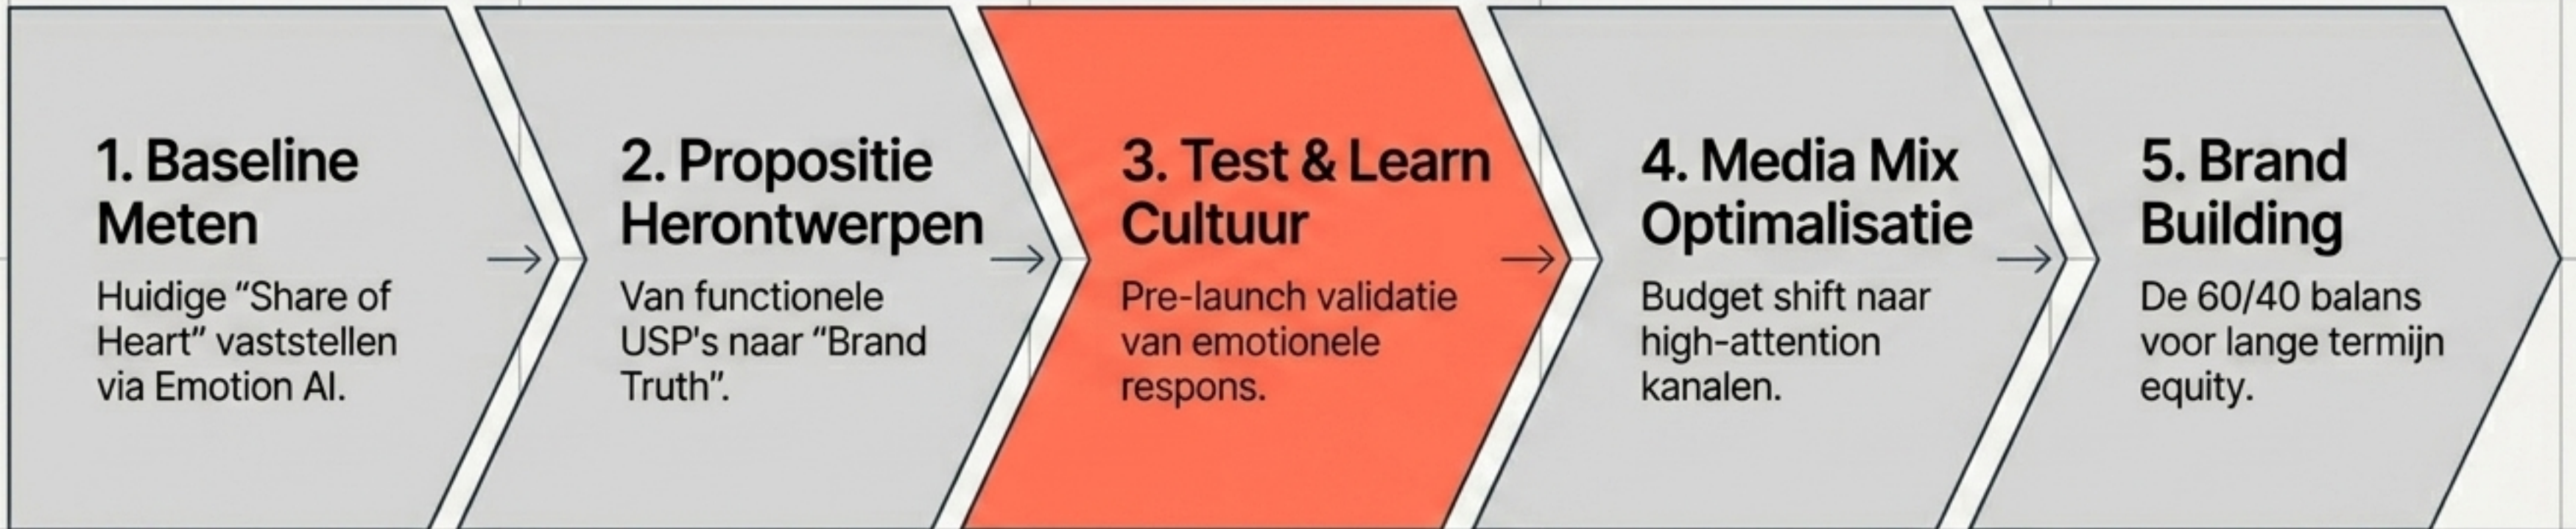 1. Baseline
Meten
Huidige “Share of
Heart” vaststellen
via Emotion AI.
2. Propositie
Herontwerpen
Van functionele
USP's naar “Brand
Truth”.
3. Test & Learn
Cultuur
Pre-launch validatie
van emotionele
respons.
4. Media Mix
Optimalisatie
Budget shift naar
high-attention
kanalen.
5. Brand
Building
De 60/40 balans
voor lange termijn
equity.